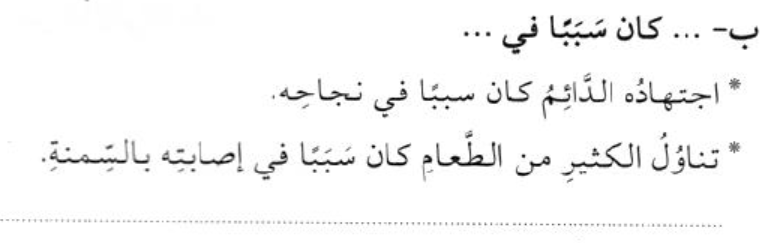 ب- ... كان سَبَبًا في ...
* اجتهادُه الدَّائِمُ كان سببًا في نجاحِه.
* تناوُلُ الكثيرِ من الطَّعامِ كان سَبَبًا في إصابتِه بالسِّمنةِ.